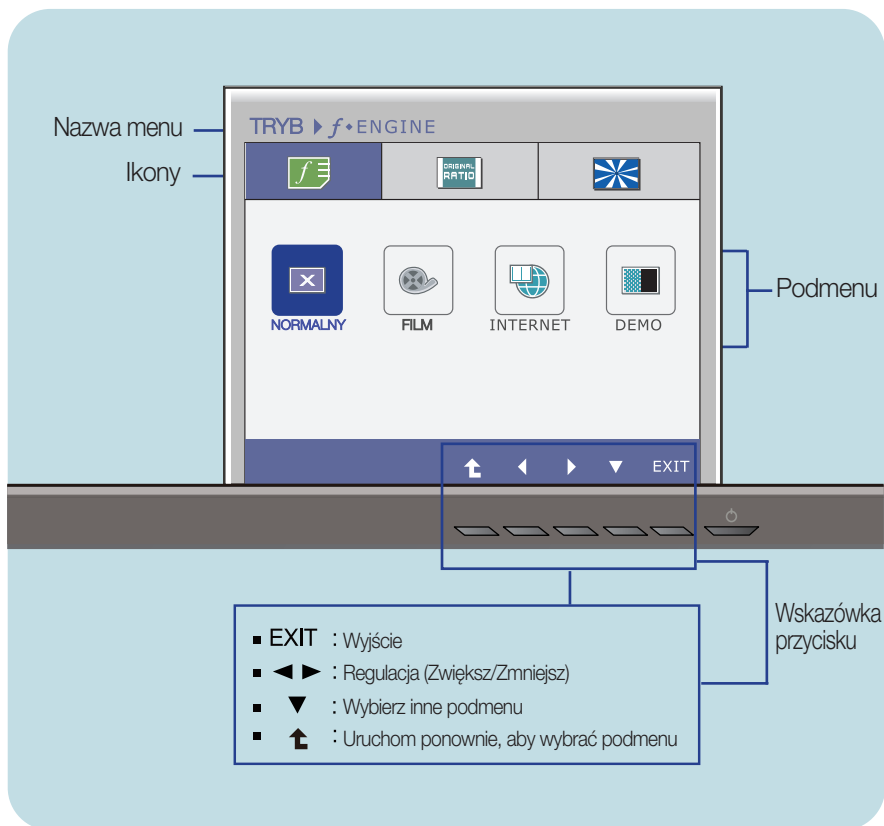 Nazwa menu
TRYB f ENGINE
Ikony
f
ORIGINAL
RATIO
NORMALNY
FILM
INTERNET
DEMO
Podmenu
EXIT
Wskazówka
przycisku
EXIT : Wyjście
◄ ► : Regulacja (Zwiększ/Zmniejsz)
▼ : Wybierz inne podmenu
: Uruchom ponownie, aby wybrać podmenu